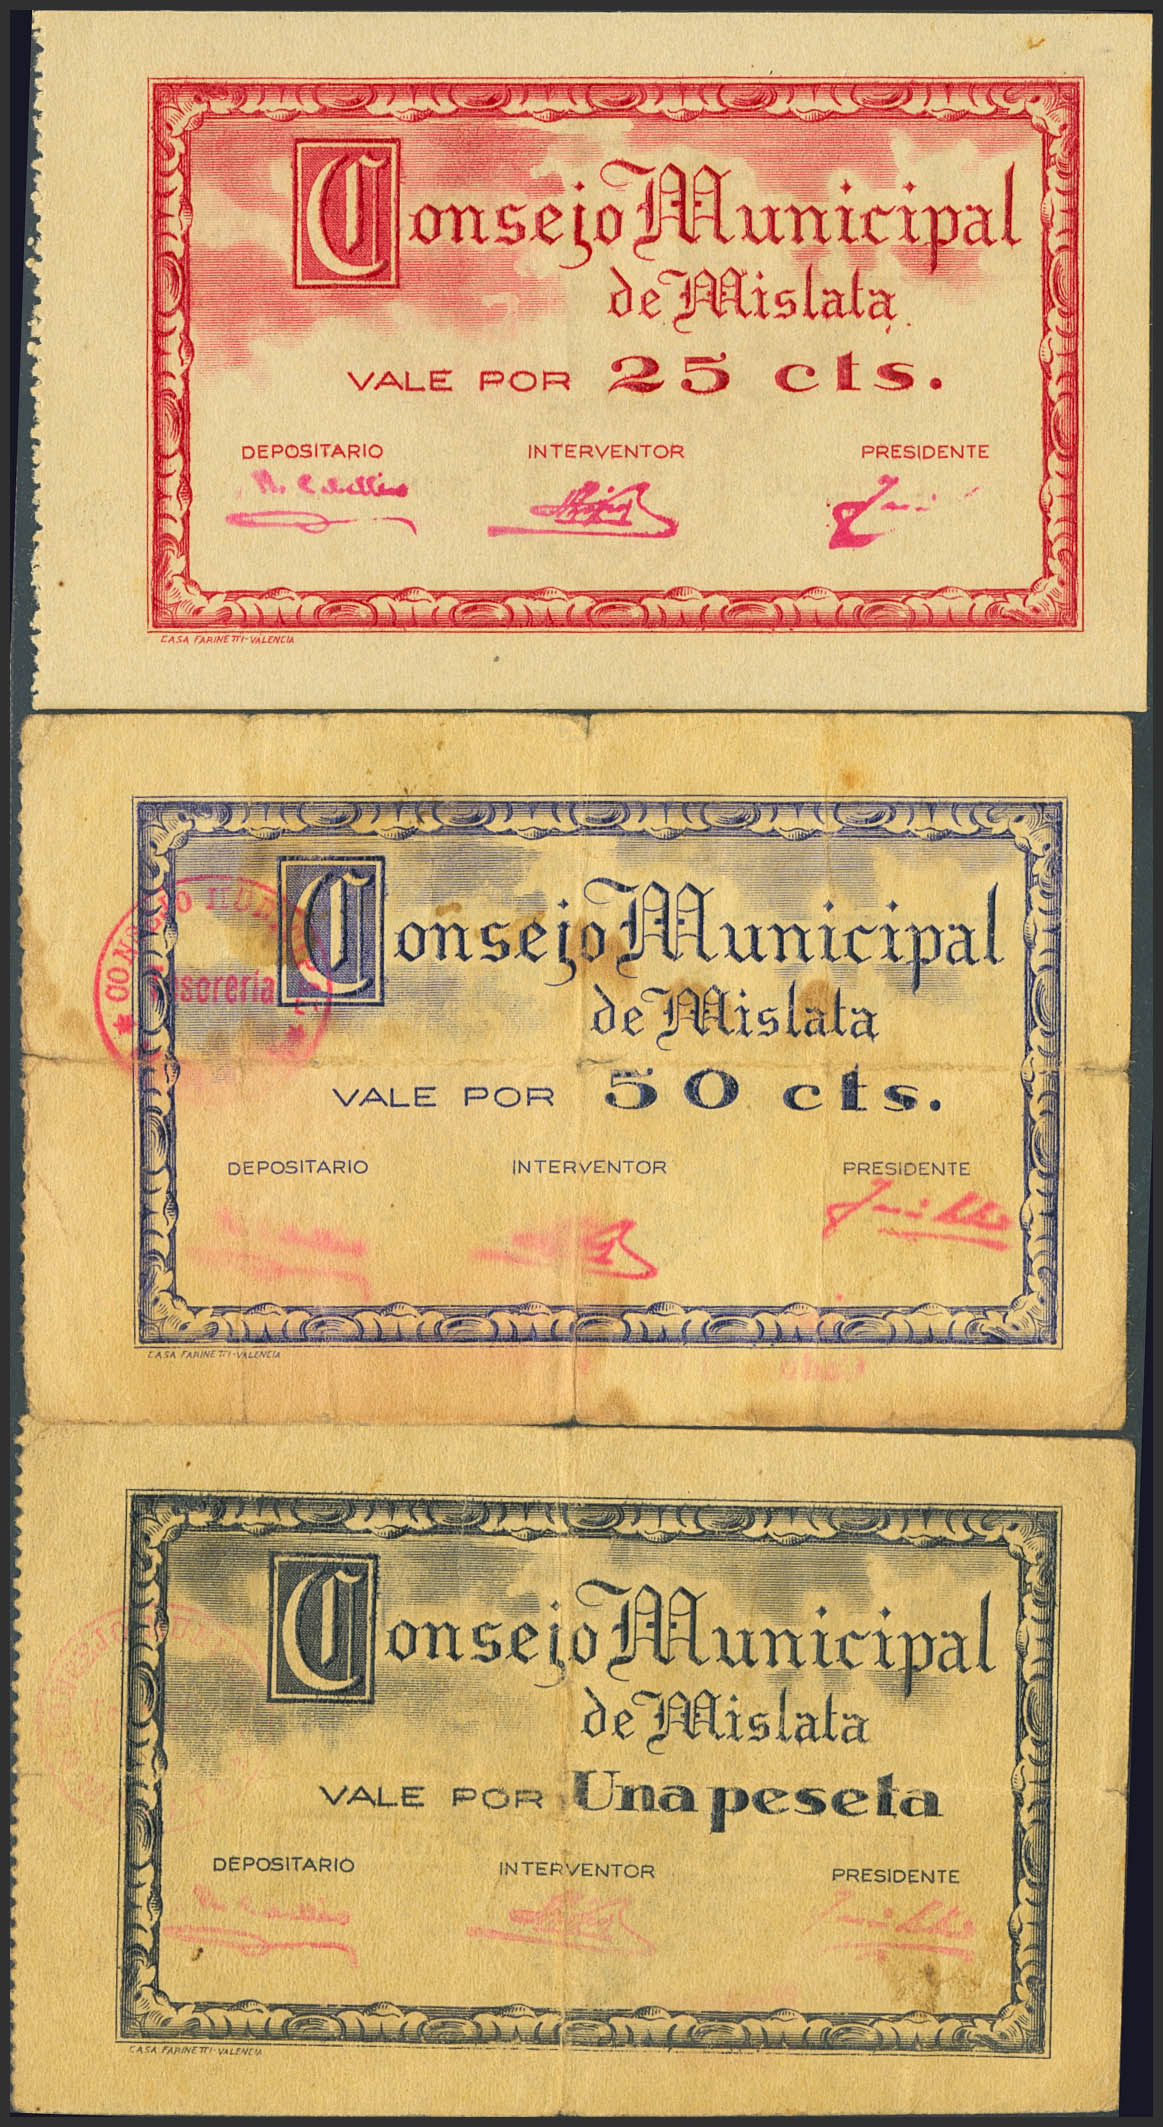 Consejo Municipal
de Mislata
VALE POR 25 cts.
DEPOSITARIO INTERVENTOR PRESIDENTE
CASA FARINETTI-VALENCIA
Consejo Municipal
de Mislata
CONSEJO
VALE POR 50 cts.
DEPOSITARIO INTERVENTOR PRESIDENTE
CASA FARINETTI-VALENCIA
Consejo Municipal
de Mislata
VALE POR Una peseta
DEPOSITARIO INTERVENTOR PRESIDENTE
CASA FARINETTI-VALENCIA